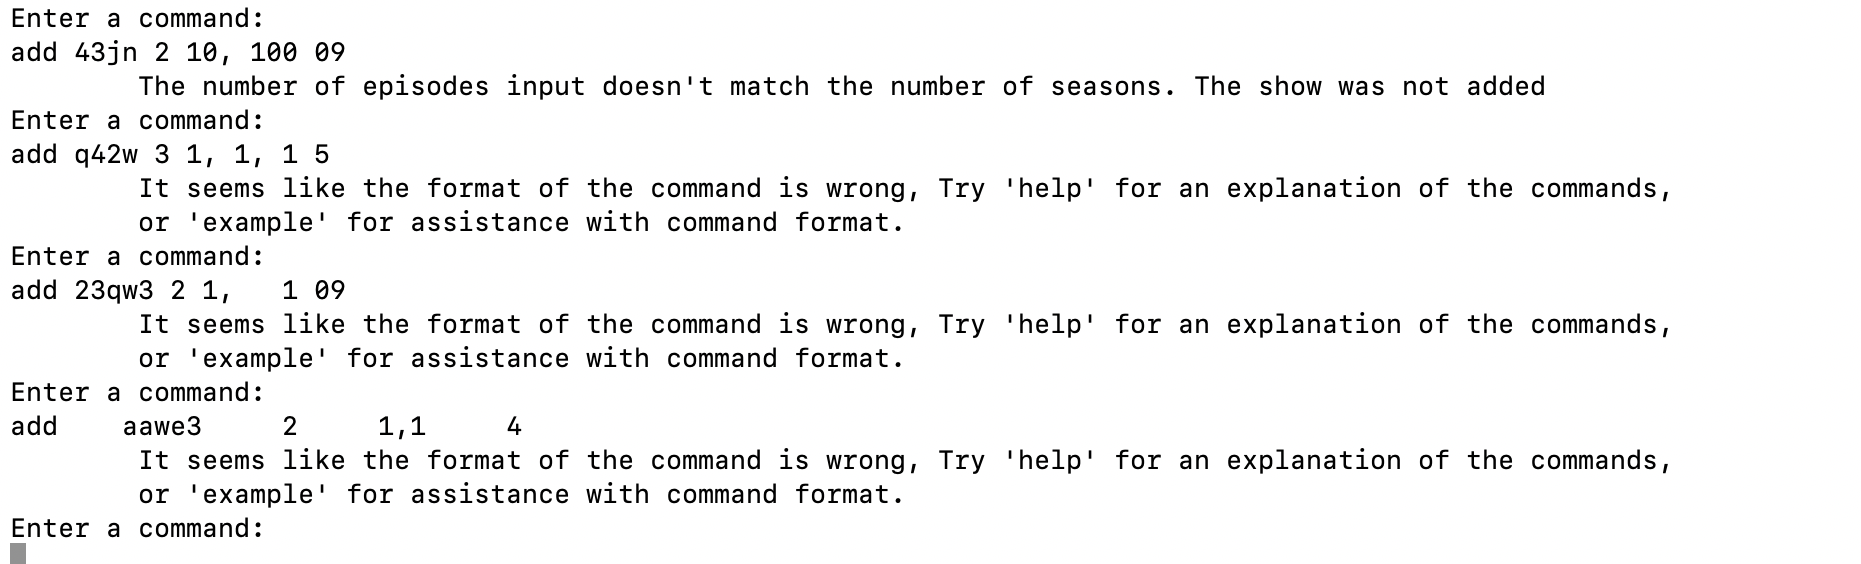 Enter a command:
add 43jn 2 10, 100 09
The number of episodes input doesn't match the number of seasons. The show was not added
Enter a command:
add q42w 3 1, 1, 1 5
It seems like the format of the command is wrong, Try 'help' for an explanation of the commands,
or 'example' for assistance with command format.
Enter a command:
add 23qw3 2 1,   1 09
It seems like the format of the command is wrong, Try 'help' for an explanation of the commands,
or 'example' for assistance with command format.
Enter a command:
add    aawe3     2     1,1     4
It seems like the format of the command is wrong, Try 'help' for an explanation of the commands,
or 'example' for assistance with command format.
Enter a command: